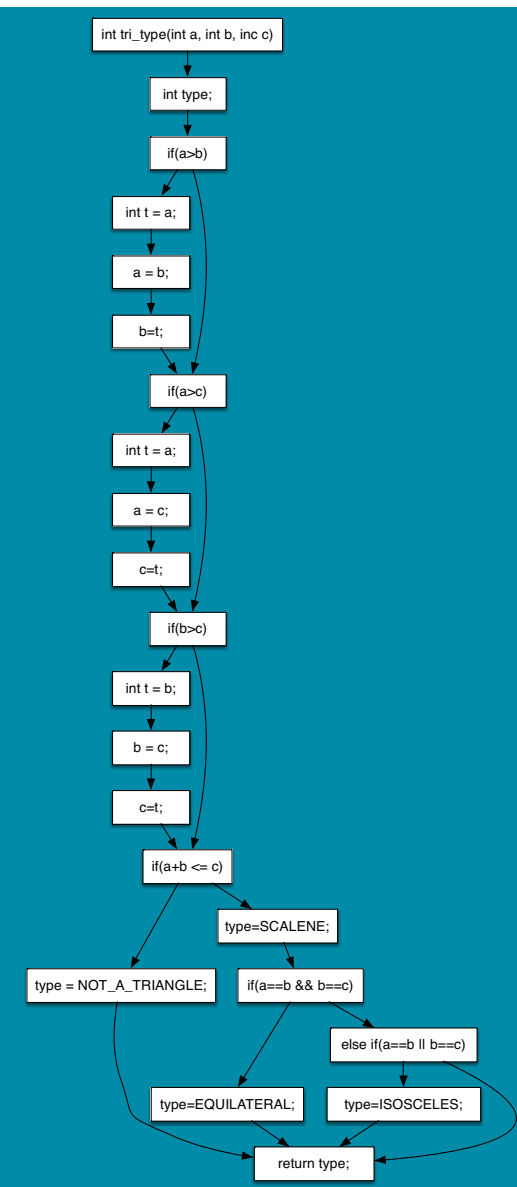 int tri_type(int a, int b, inc c)
int type;
if(a>b)
int t = a;
a = b;
b=t;
if(a>c)
int t = a;
a = c;
c=t;
if(b>c)
int t = b;
b = c;
c=t;
if(a+b <= c)
type=SCALENE;
type = NOT_A_TRIANGLE;
if(a==b && b==c)
else if(a==b || b==c)
type=EQUILATERAL;
type=ISOSCELES;
return type;